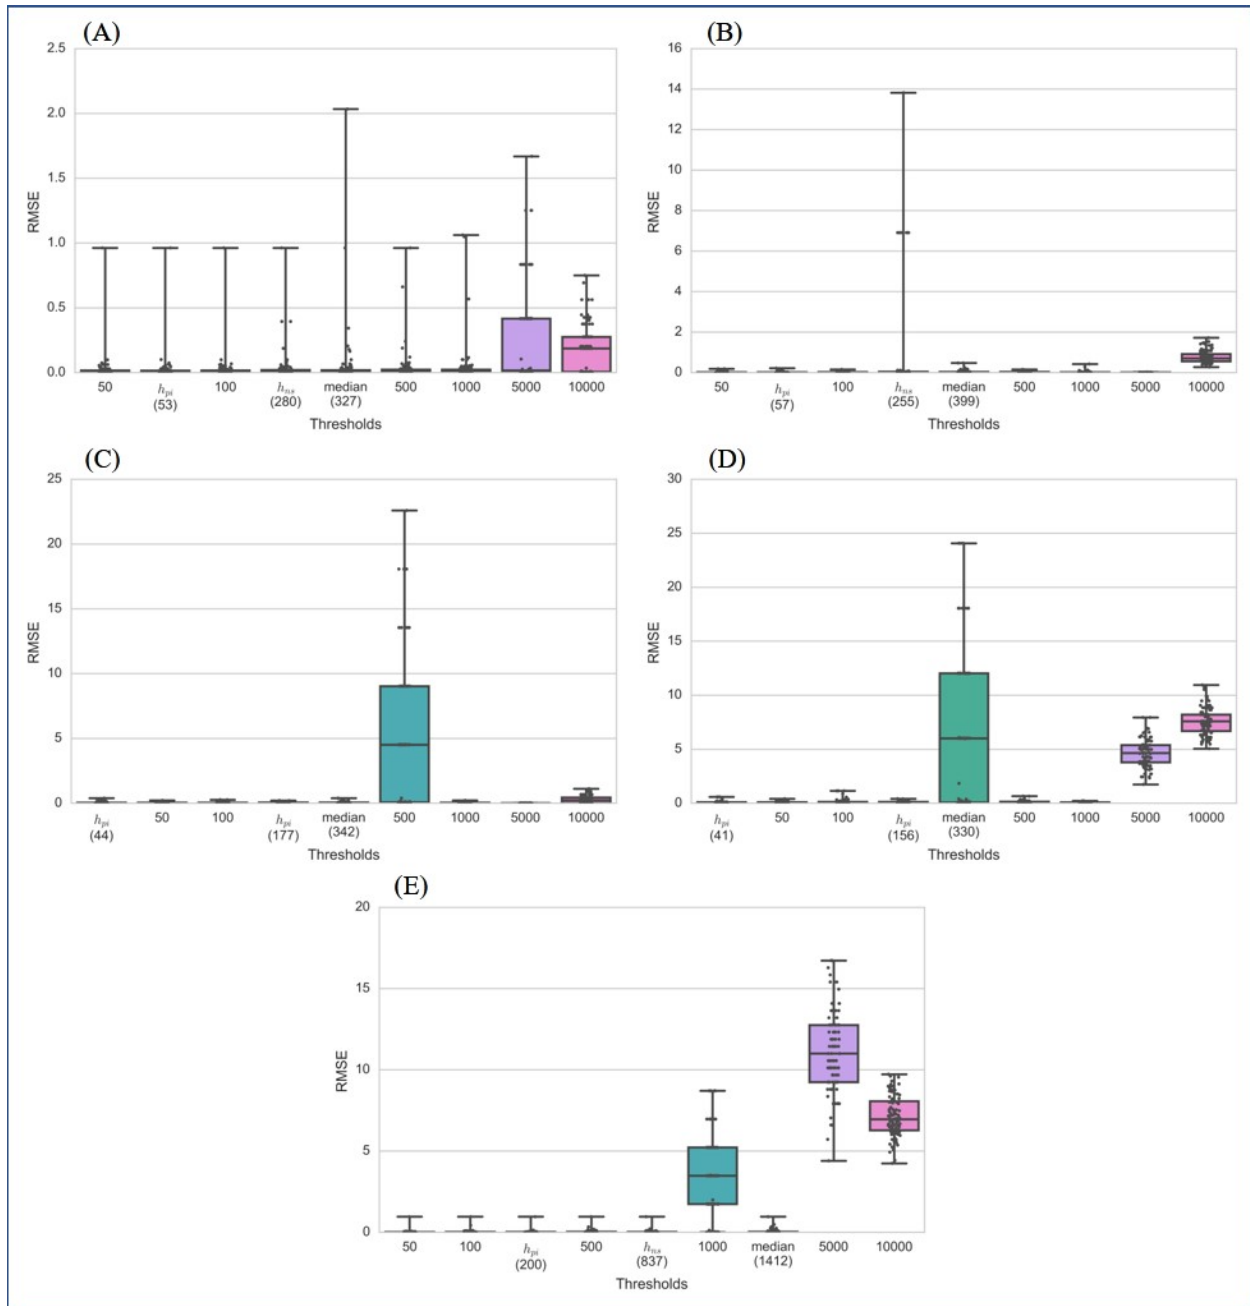 (A)
2.5
2.0
1.5
1.0
0.5
0.0
RMSE
50 h_pi 100 h_ns median 500 1000 5000 10000
(53) (280) (327)
Thresholds
(B)
16
14
12
10
8
6
4
2
0
RMSE
50 h_pi 100 h_ns median 500 1000 5000 10000
(57) (255) (399)
Thresholds
(C)
25
20
15
10
5
0
RMSE
h_pi 50 100 h_pi median 500 1000 5000 10000
(44) (177) (342)
Thresholds
(D)
30
25
20
15
10
5
0
RMSE
h_pi 50 100 h_pi median 500 1000 5000 10000
(41) (156) (330)
Thresholds
(E)
20
15
10
5
0
RMSE
50 100 h_pi 500 h_ns 1000 median 5000 10000
(200) (837) (1412)
Thresholds